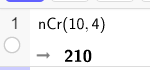 1 nCr(10,4)
→ 210